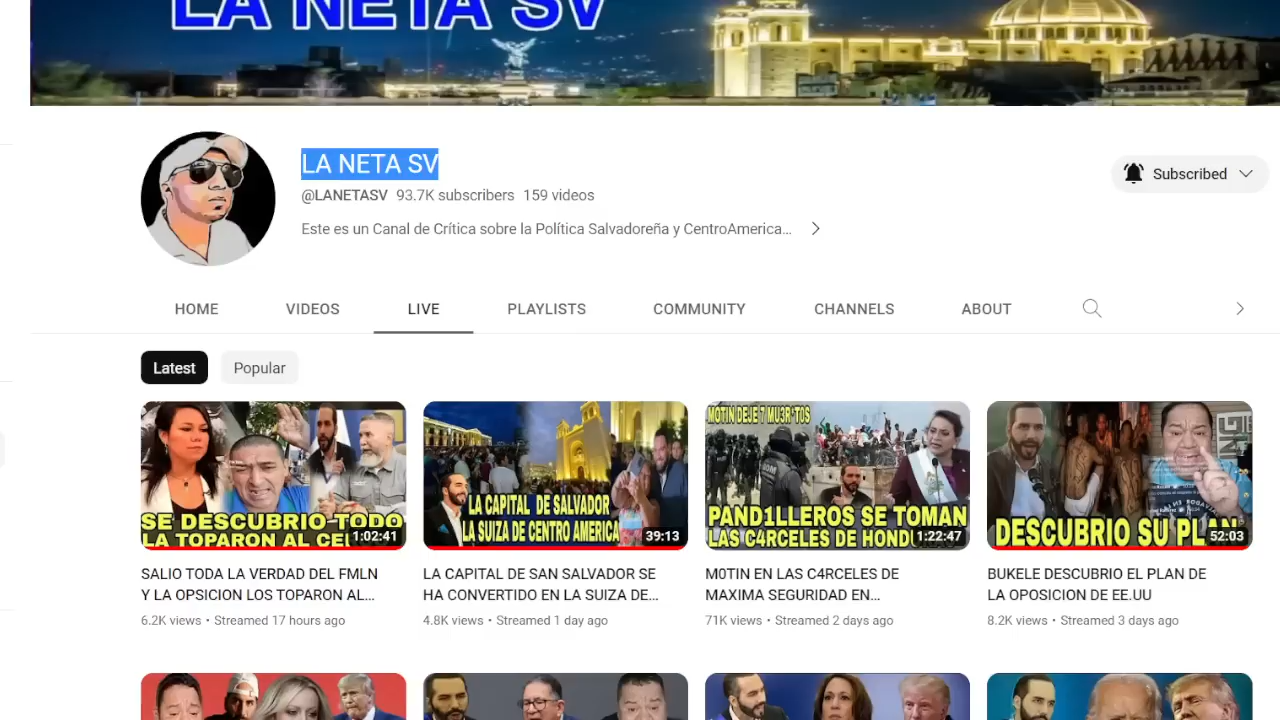 LA NETA SV
LA NETA SV
@LANETASV 93.7K subscribers 159 videos
Subscribed
Este es un Canal de Crítica sobre la Política Salvadoreña y CentroAmerica...
HOME VIDEOS LIVE PLAYLISTS COMMUNITY CHANNELS ABOUT
Latest Popular
SE DESCUBRIO TODO
LA TOPARON AL
1:02:41
LA CAPITAL DE SALVADOR
LA SUIZA DE CENTRO AMERICA
39:13
MOTIN DEJE 7 MU3R*T0S
PAND1LLEROS SE TOMAN
LAS C4RCELES DE
1:22:47
DESCUBRIO SU PLAN
52:03
SALIO TODA LA VERDAD DEL FMLN
Y LA OPSICION LOS TOPARON AL...
6.2K views • Streamed 17 hours ago
LA CAPITAL DE SAN SALVADOR SE
HA CONVERTIDO EN LA SUIZA DE...
4.8K views • Streamed 1 day ago
M0TIN EN LAS C4RCELES DE
MAXIMA SEGURIDAD EN...
71K views • Streamed 2 days ago
BUKELE DESCUBRIO EL PLAN DE
LA OPOSICION DE EE.UU
8.2K views • Streamed 3 days ago